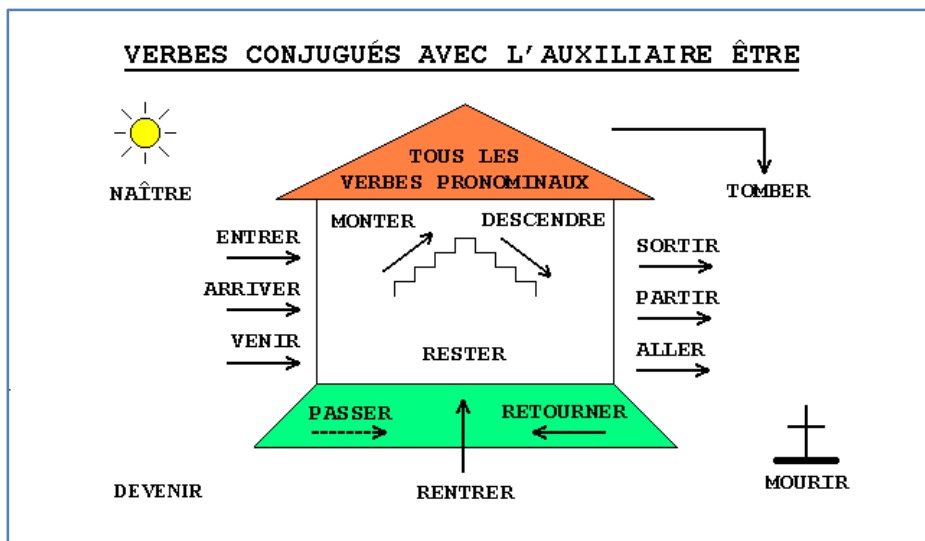 VERBES CONJUGUÉS AVEC L'AUXILIAIRE ÊTRE
TOUS LES
VERBES PRONOMINAUX
NAÎTRE
TOMBER
MONTER
DESCENDRE
ENTRER
SORTIR
ARRIVER
PARTIR
VENIR
RESTER
ALLER
PASSER
RETOURNER
DEVENIR
RENTRER
MOURIR